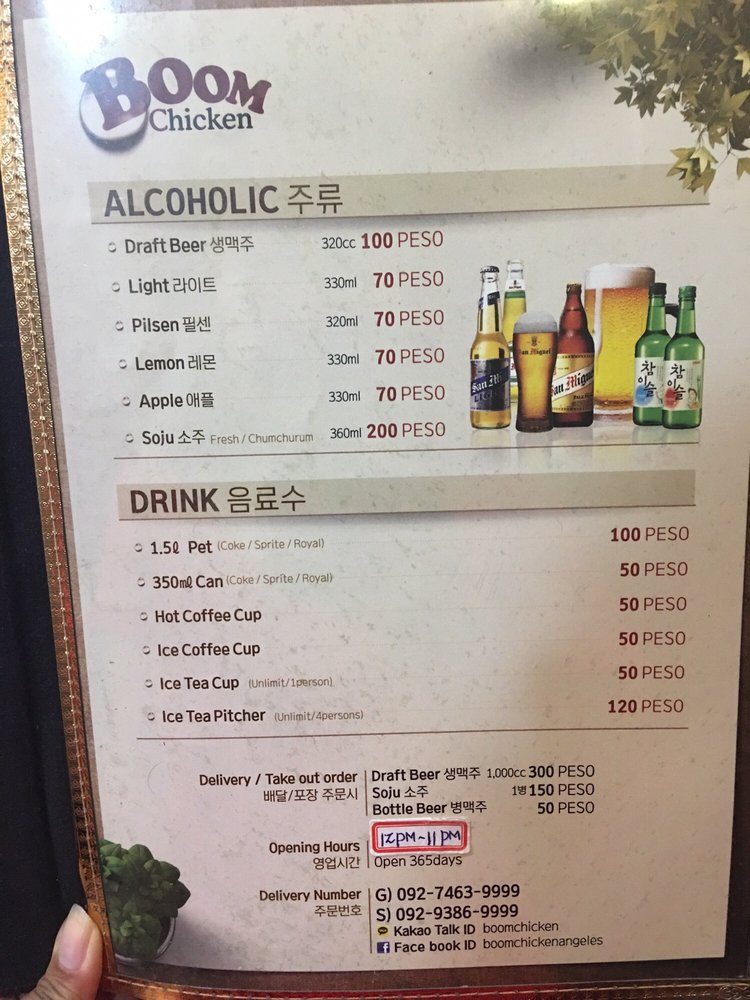 BOOM
Chicken
ALCOHOLIC 주류
Draft Beer 생맥주 320cc 100 PESO
Light 라이트 330ml 70 PESO
Pilsen 필센 320ml 70 PESO
Lemon 레몬 330ml 70 PESO
Apple 애플 330ml 70 PESO
Soju 소주 Fresh / Chumchurum 360ml 200 PESO
San Miguel
San Miguel
참이슬
참이슬
DRINK 음료수
1.5ℓ Pet (Coke / Sprite / Royal) 100 PESO
350㎖ Can (Coke / Sprite / Royal) 50 PESO
Hot Coffee Cup 50 PESO
Ice Coffee Cup 50 PESO
Ice Tea Cup (Unlimit/1person) 50 PESO
Ice Tea Pitcher (Unlimit/4persons) 120 PESO
Delivery / Take out order
배달/포장 주문시
Draft Beer 생맥주 1,000cc 300 PESO
Soju 소주 1병 150 PESO
Bottle Beer 병맥주 50 PESO
Opening Hours
영업시간
12PM~11PM
Open 365days
Delivery Number
주문번호
G) 092-7463-9999
S) 092-9386-9999
Kakao Talk ID boomchicken
Face book ID boomchickenangeles